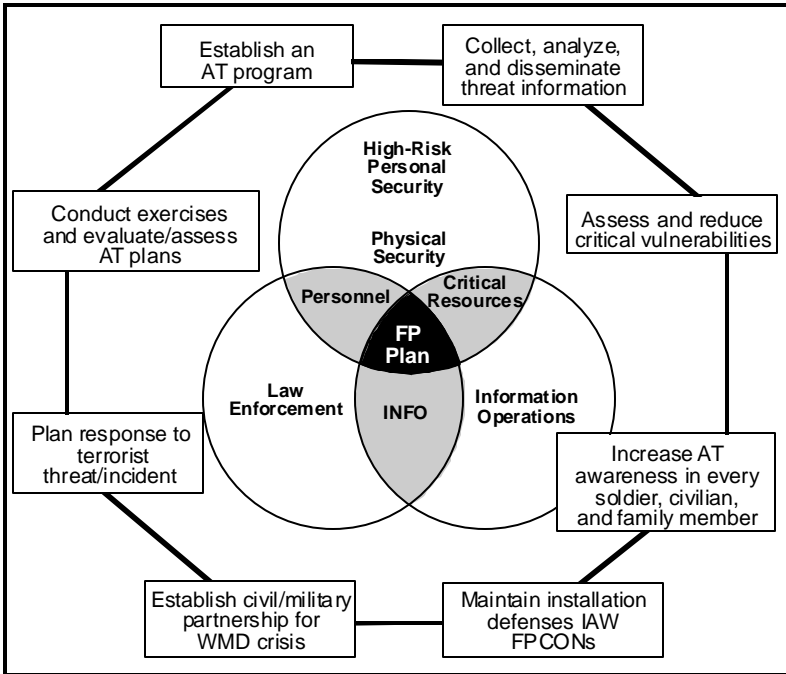 Establish an
AT program
Collect, analyze,
and disseminate
threat information
High-Risk
Personal
Security
Physical
Security
Conduct exercises
and evaluate/assess
AT plans
Assess and reduce
critical vulnerabilities
Personnel
Critical
Resources
FP
Plan
Law
Enforcement
INFO
Information
Operations
Plan response to
terrorist
threat/incident
Increase AT
awareness in every
soldier, civilian,
and family member
Establish civil/military
partnership for
WMD crisis
Maintain installation
defenses IAW
FPCONs